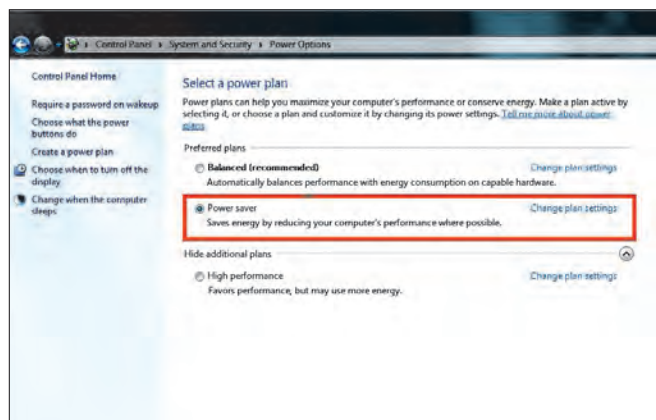 Control Panel ▸ System and Security ▸ Power Options
Control Panel Home
Require a password on wakeup
Choose what the power
buttons do
Create a power plan
Choose when to turn off the
display
Change when the computer
sleeps
Select a power plan
Power plans can help you maximize your computer's performance or conserve energy. Make a plan active by
selecting it, or choose a plan and customize it by changing its power settings. Tell me more about power
plans
Preferred plans
Balanced (recommended) Change plan settings
Automatically balances performance with energy consumption on capable hardware.
Power saver Change plan settings
Saves energy by reducing your computer's performance where possible.
Hide additional plans
High performance Change plan settings
Favors performance, but may use more energy.